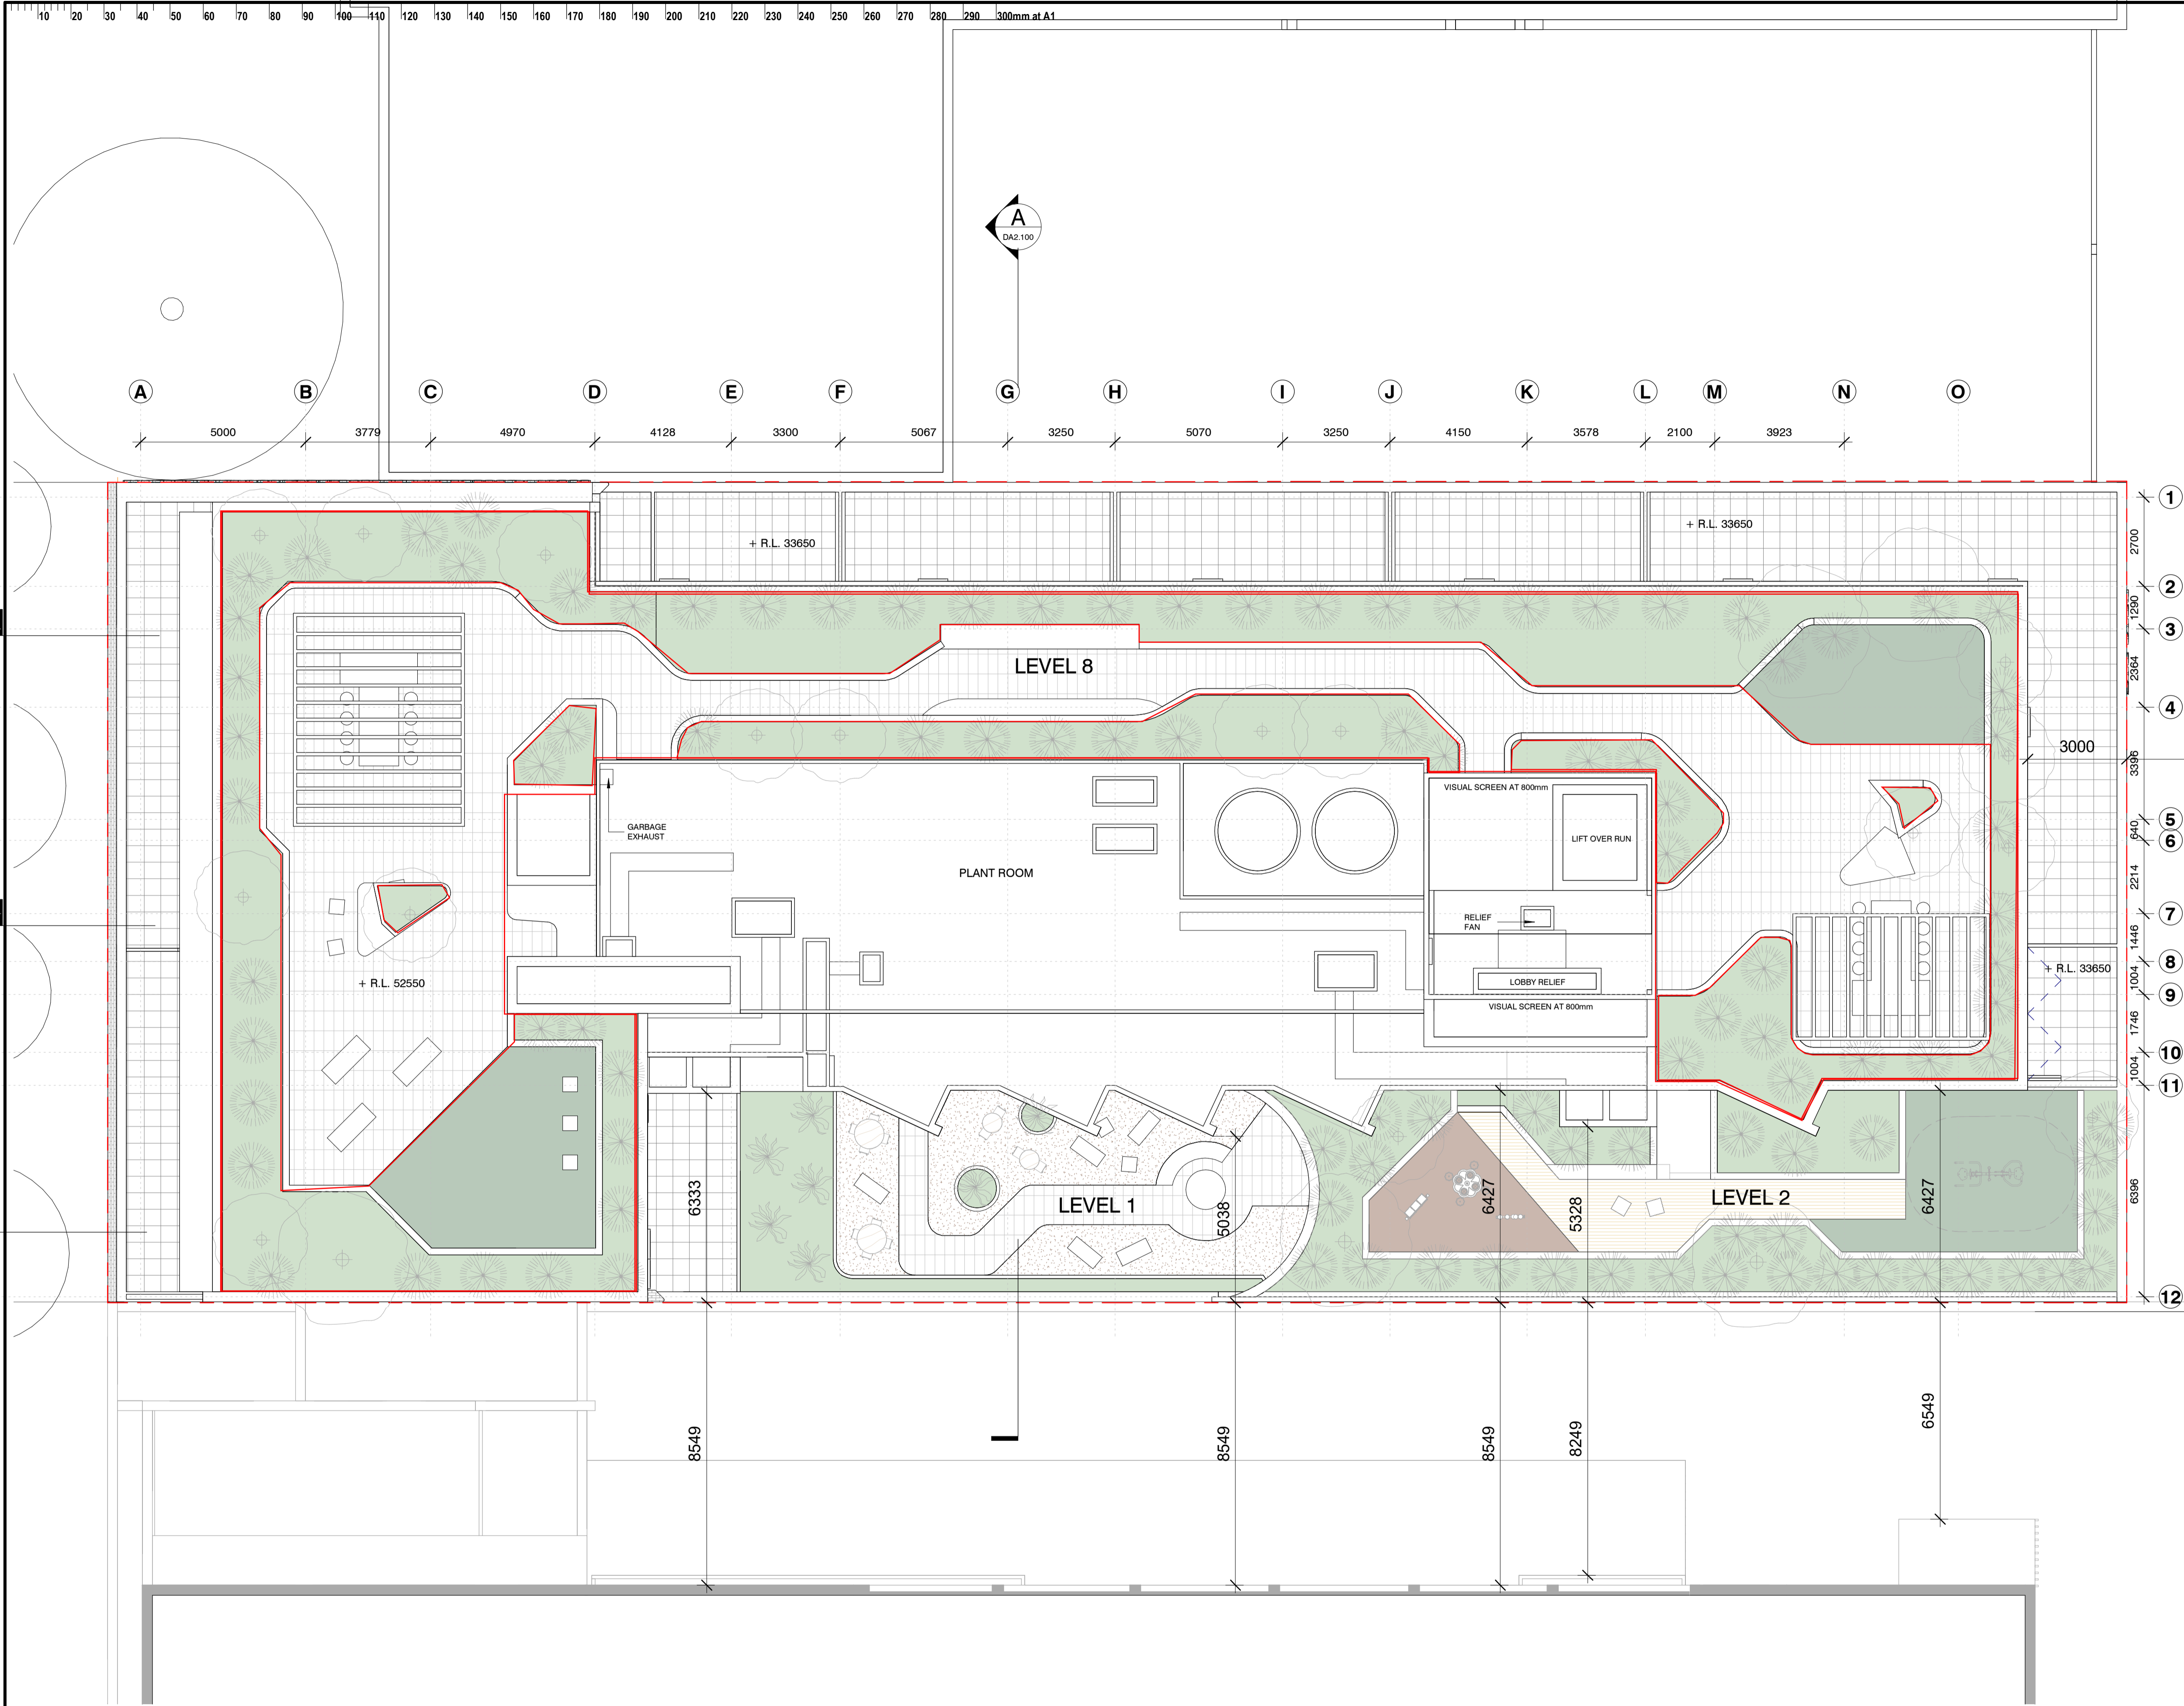 10 20 30 40 50 60 70 80 90 100 110 120 130 140 150 160 170 180 190 200 210 220 230 240 250 260 270 280 290 300mm at A1
A
DA2.100
A B C D E F G H I J K L M N O
5000 3779 4970 4128 3300 5067 3250 5070 3250 4150 3578 2100 3923
1
+ R.L. 33650
+ R.L. 33650
2700
2
1290
3
LEVEL 8
2364
4
3000
3396
VISUAL SCREEN AT 800mm
5
GARBAGE
EXHAUST
LIFT OVER RUN
640
6
PLANT ROOM
2214
7
RELIEF
FAN
1446
8
+ R.L. 33650
+ R.L. 52550
LOBBY RELIEF
1004
9
VISUAL SCREEN AT 800mm
1746
10
1004
11
6333
LEVEL 1
5038
6427
5328
LEVEL 2
6427
6396
12
8549
8549
8549
8249
6549